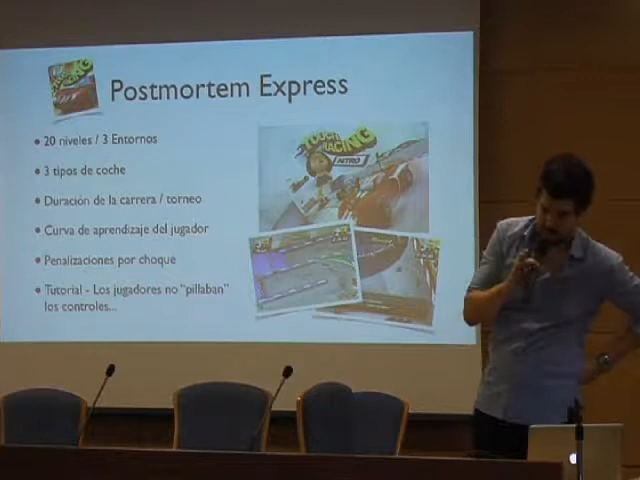 Postmortem Express
• 20 niveles / 3 Entornos
• 3 tipos de coche
• Duración de la carrera / torneo
• Curva de aprendizaje del jugador
• Penalizaciones por choque
• Tutorial - Los jugadores no "pillaban"
los controles...
TOUCH
RACING
NITRO
RACING